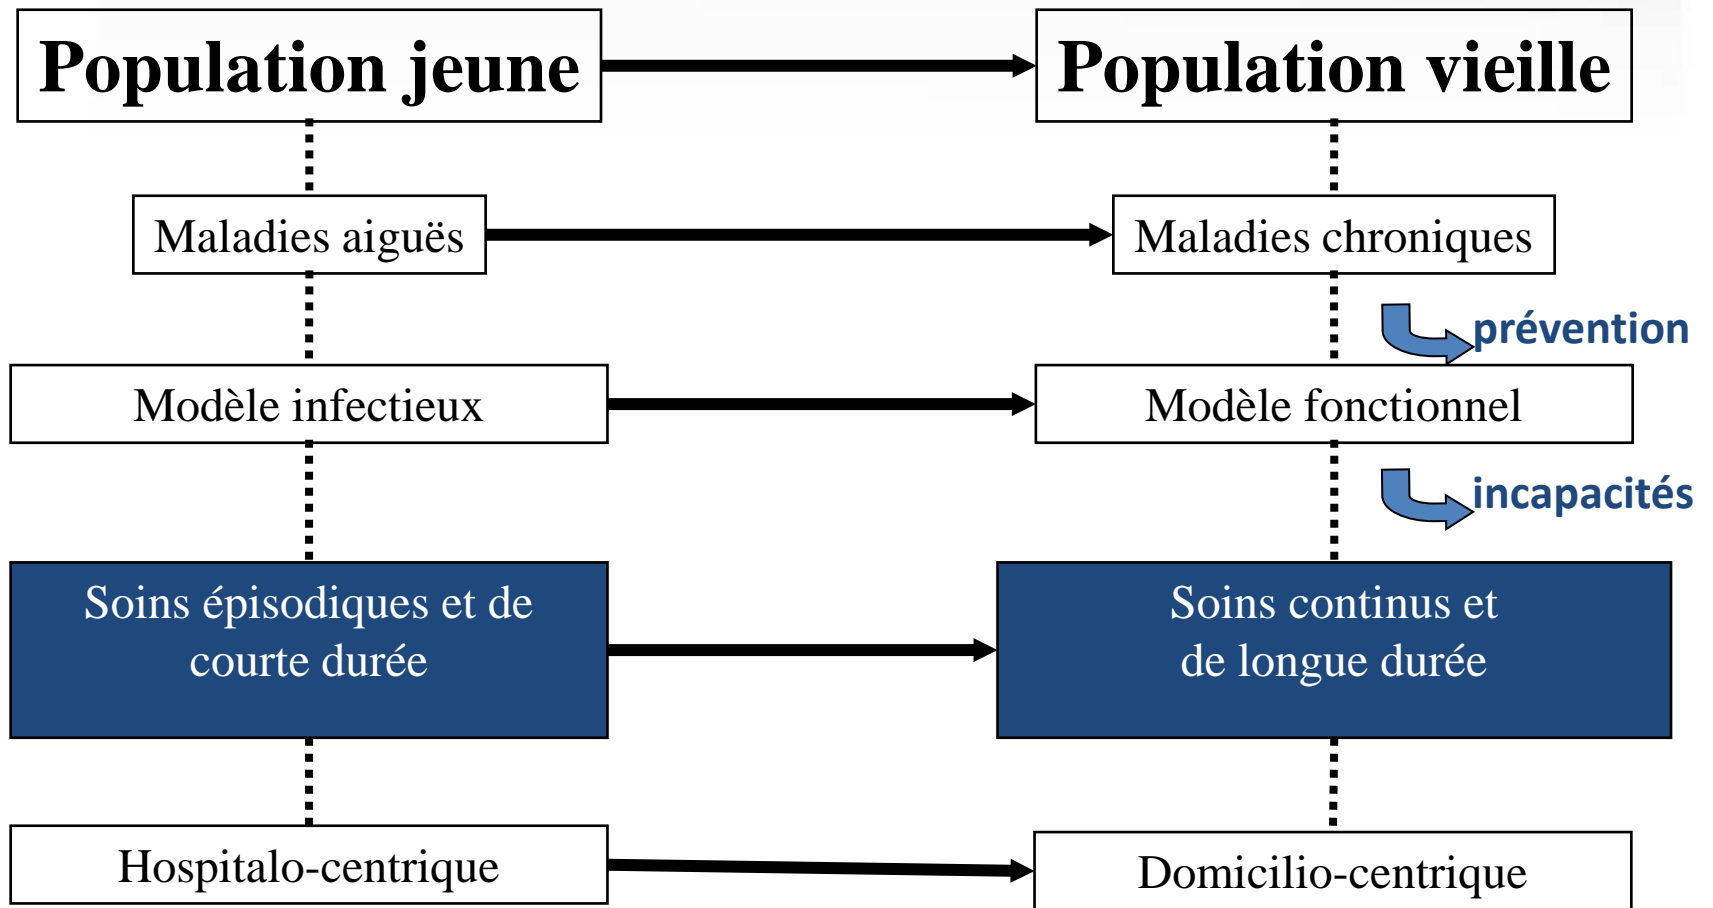 Population jeune
Population vieille
Maladies aiguës
Maladies chroniques
prévention
Modèle infectieux
Modèle fonctionnel
incapacités
Soins épisodiques et de
courte durée
Soins continus et
de longue durée
Hospitalo-centrique
Domicilio-centrique